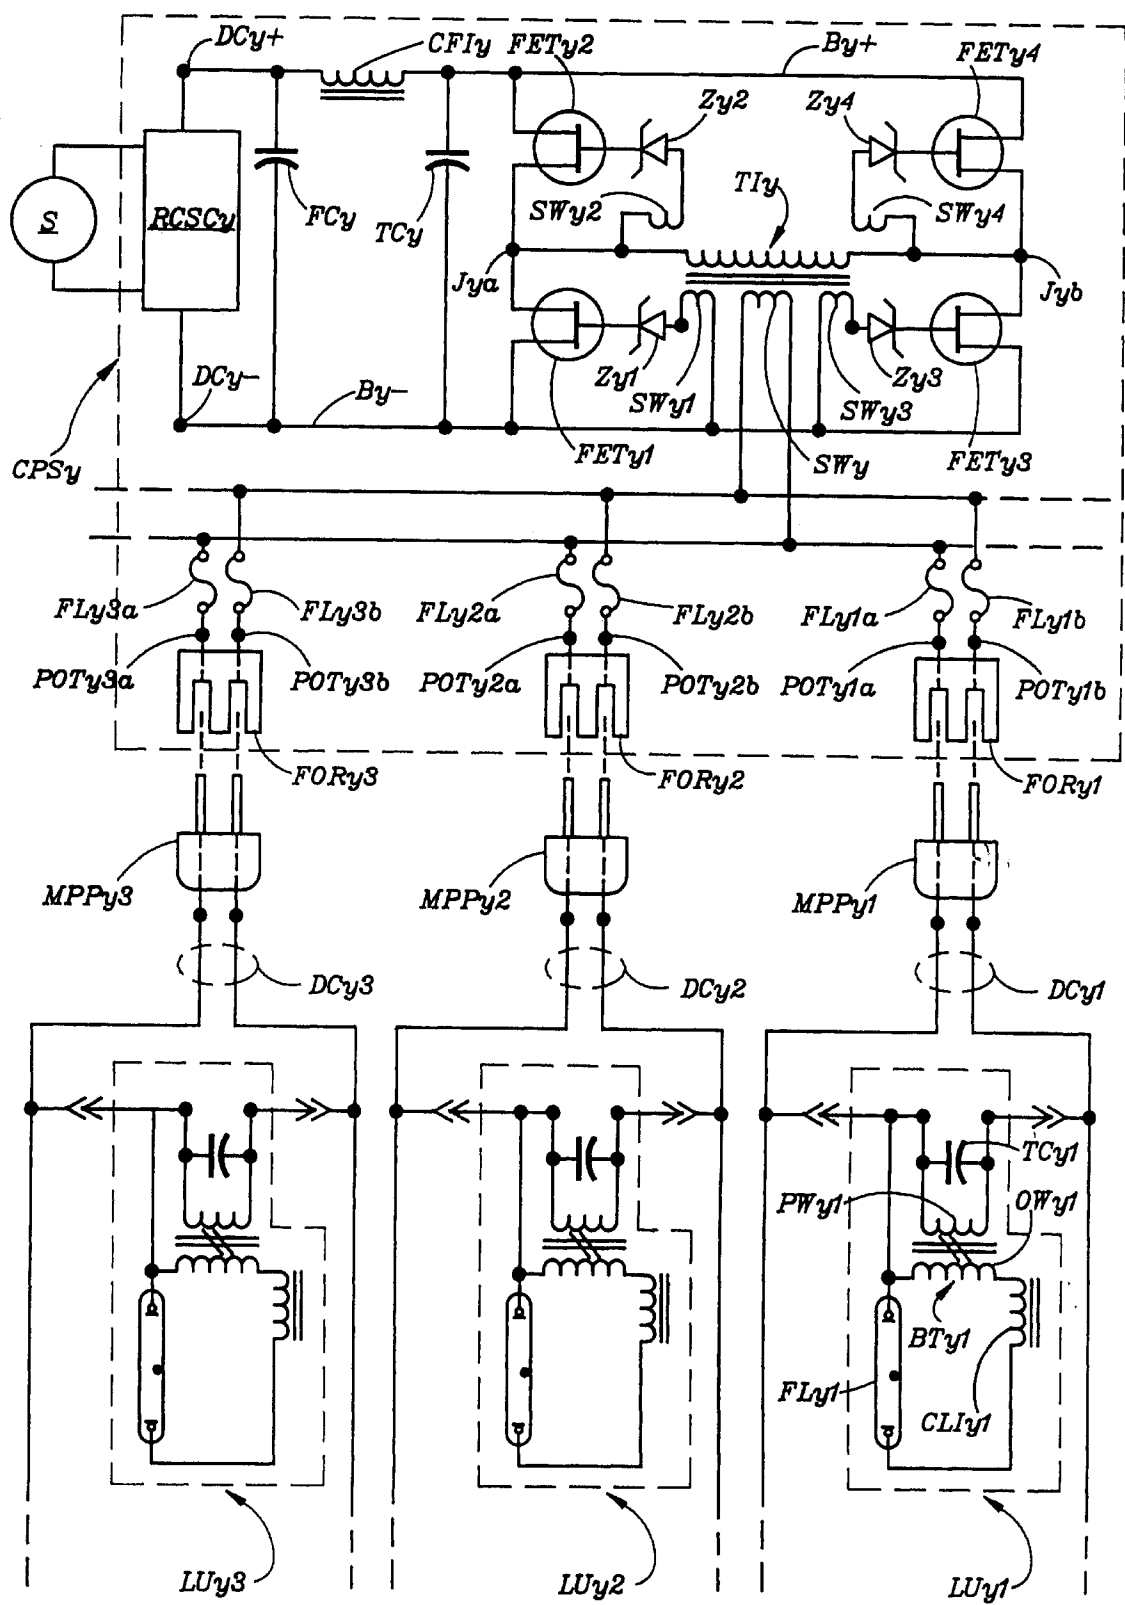 DCy+
CFIy
FETy2
By+
FETy4
Zy2
Zy4
S
RCSCy
FCy
TCy
SWy2
TIy
SWy4
Jya
Jyb
DCy-
By-
Zy1
SWy1
Zy3
SWy3
CPSy
FETy1
SWy
FETy3
FLy3a
FLy3b
FLy2a
FLy2b
FLy1a
FLy1b
POTy3a
POTy3b
POTy2a
POTy2b
POTy1a
POTy1b
FORy3
FORy2
FORy1
MPPy3
MPPy2
MPPy1
DCy3
DCy2
DCy1
TCy1
PWy1
OWy1
BTy1
FLy1
CLIy1
LUy3
LUy2
LUy1